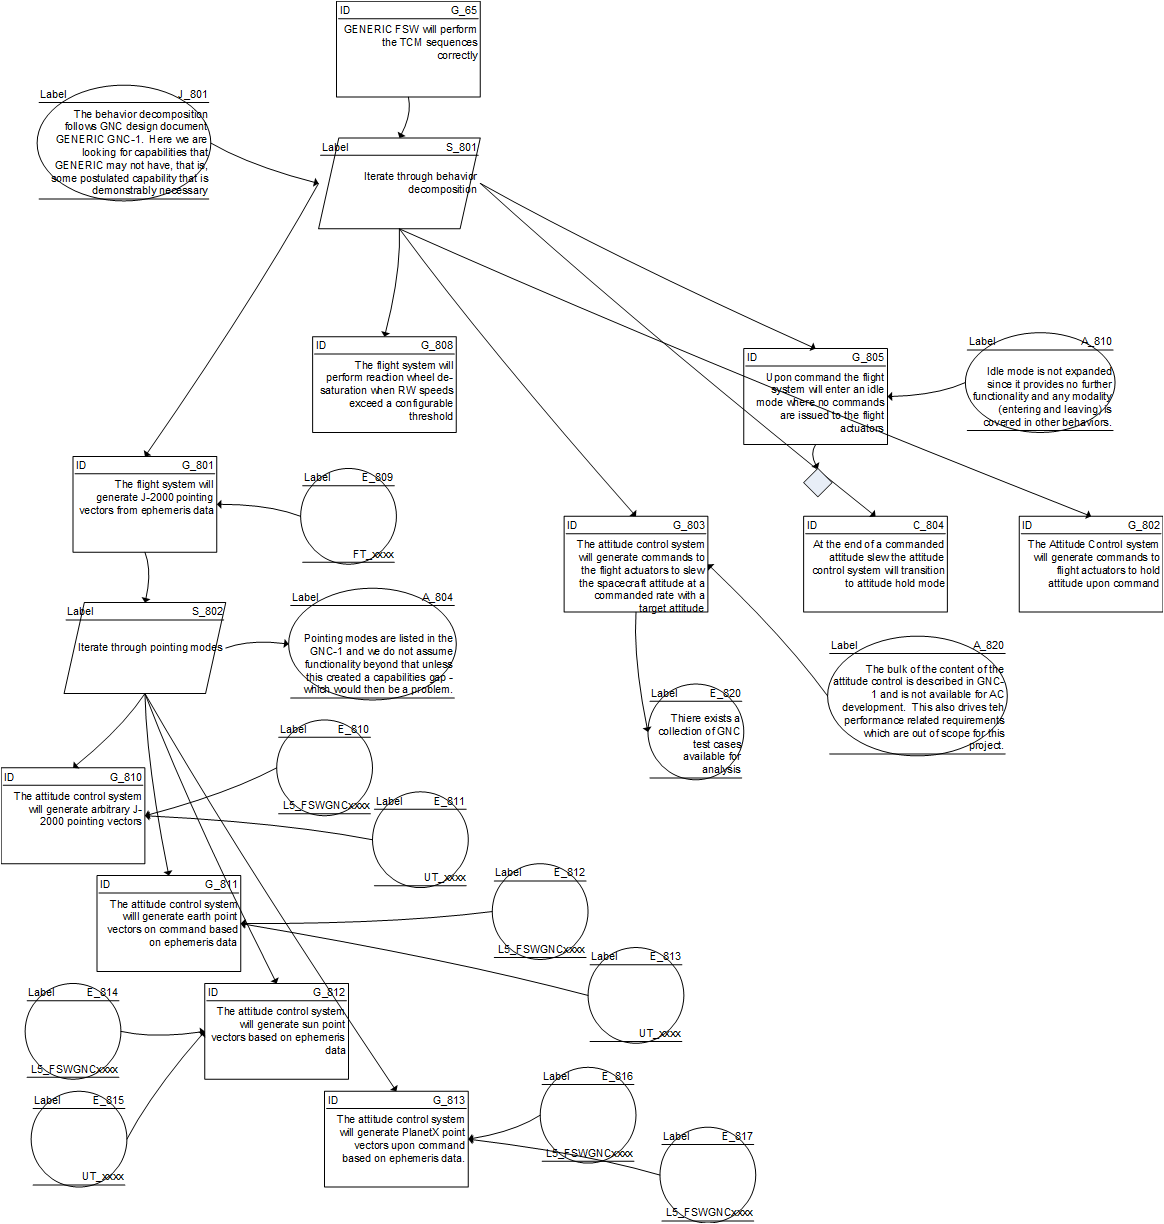 ID G_65
GENERIC FSW will perform
the TCM sequences
correctly
Label J_801
The behavior decomposition
follows GNC design document
GENERIC GNC-1. Here we are
looking for capabilities that
GENERIC may not have, that is,
some postulated capability that is
demonstrably necessary
Label S_801
Iterate through behavior
decomposition
ID G_808
The flight system will
perform reaction wheel de-
saturation when RW speeds
exceed a configurable
threshold
ID G_805
Upon command the flight
system will enter an idle
mode where no commands
are issued to the flight
actuators
Label A_810
Idle mode is not expanded
since it provides no further
functionality and any modality
(entering and leaving) is
covered in other behaviors.
ID G_801
The flight system will
generate J-2000 pointing
vectors from ephemeris data
Label E_809
FT_xxxx
ID G_803
The attitude control system
will generate commands to
the flight actuators to slew
the spacecraft attitude at a
commanded rate with a
target attitude
ID C_804
At the end of a commanded
attitude slew the attitude
control system will transition
to attitude hold mode
ID G_802
The Attitude Control system
will generate commands to
flight actuators to hold
attitude upon command
Label S_802
Iterate through pointing modes
Label A_804
Pointing modes are listed in the
GNC-1 and we do not assume
functionality beyond that unless
this created a capabilities gap -
which would then be a problem.
Label A_820
The bulk of the content of the
attitude control is described in GNC-
1 and is not available for AC
development. This also drives teh
performance related requirements
which are out of scope for this
project.
Label E_820
Thiere exists a
collection of GNC
test cases
available for
analysis
Label E_810
L5_FSWGNCxxxx
ID G_810
The attitude control system
will generate arbitrary J-
2000 pointing vectors
Label E_811
UT_xxxx
ID G_811
The attitude control system
willl generate earth point
vectors on command based
on ephemeris data
Label E_812
L5_FSWGNCxxxx
Label E_813
UT_xxxx
ID G_812
The attitude control system
will generate sun point
vectors based on ephemeris
data
Label E_814
L5_FSWGNCxxxx
Label E_815
UT_xxxx
ID G_813
The attitude control system
will generate PlanetX point
vectors upon command
based on ephemeris data.
Label E_816
L5_FSWGNCxxxx
Label E_817
L5_FSWGNCxxxx